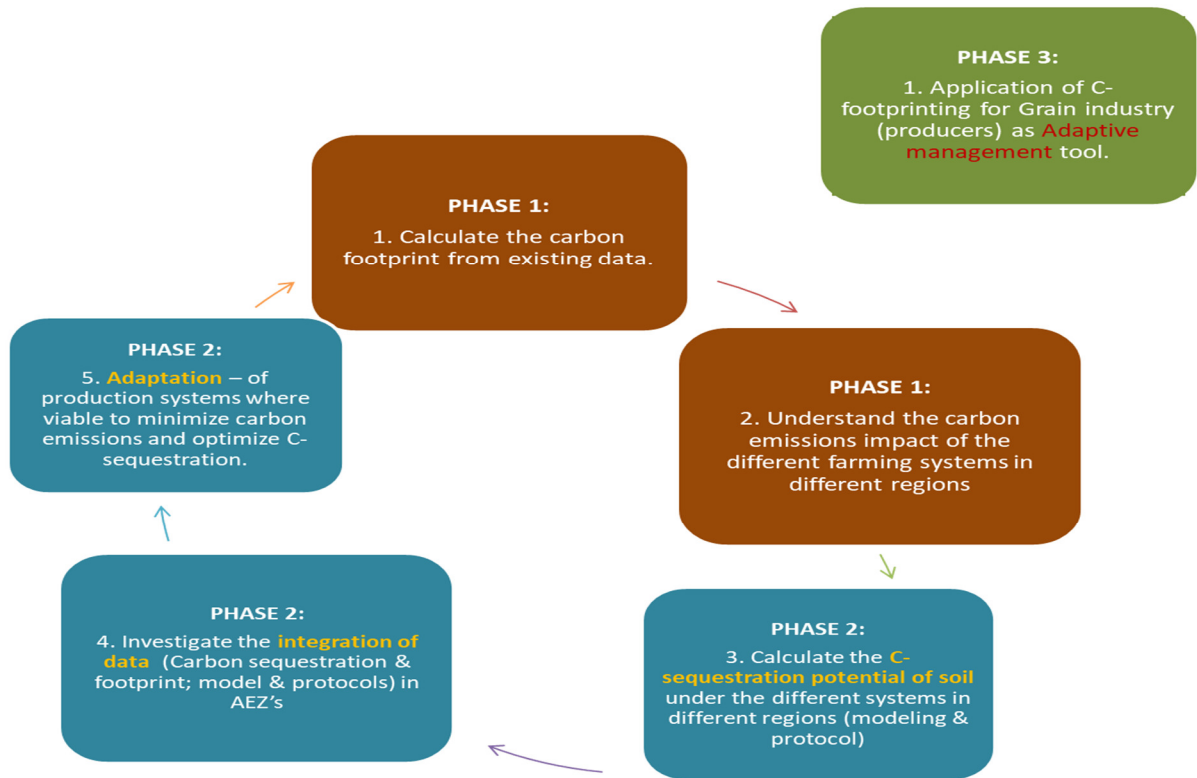 PHASE 3:
1. Application of C-
footprinting for Grain industry
(producers) as Adaptive
management tool.
PHASE 1:
1. Calculate the carbon
footprint from existing data.
PHASE 1:
2. Understand the carbon
emissions impact of the
different farming systems in
different regions
PHASE 2:
3. Calculate the C-
sequestration potential of soil
under the different systems in
different regions (modeling &
protocol)
PHASE 2:
4. Investigate the integration of
data (Carbon sequestration &
footprint; model & protocols) in
AEZ’s
PHASE 2:
5. Adaptation – of
production systems where
viable to minimize carbon
emissions and optimize C-
sequestration.